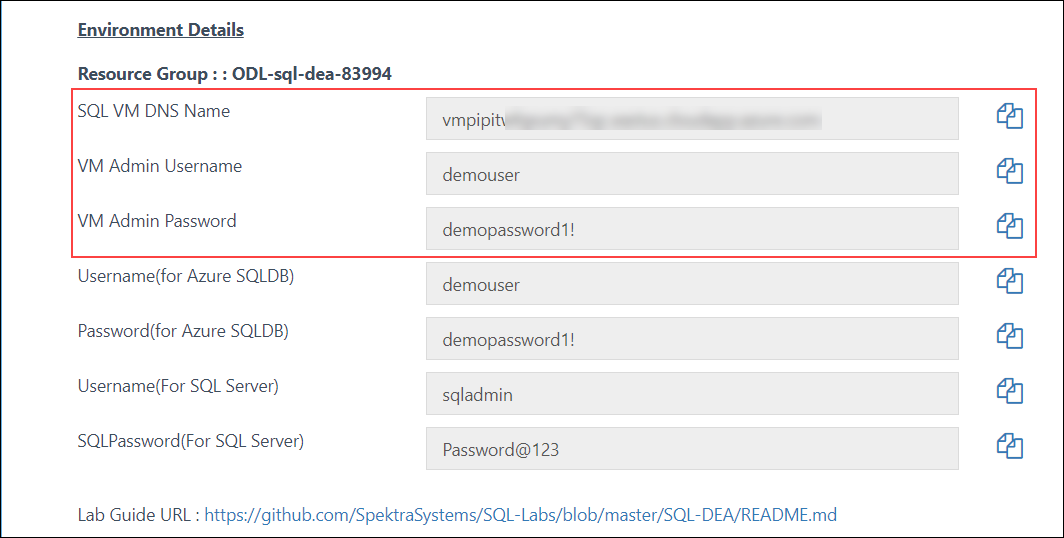 Environment Details
Resource Group : : ODL-sql-dea-83994
SQL VM DNS Name
VM Admin Username demouser
VM Admin Password demopassword1!
Username(for Azure SQLDB) demouser
Password(for Azure SQLDB) demopassword1!
Username(For SQL Server) sqladmin
SQLPassword(For SQL Server) Password@123
Lab Guide URL : https://github.com/SpektraSystems/SQL-Labs/blob/master/SQL-DEA/README.md